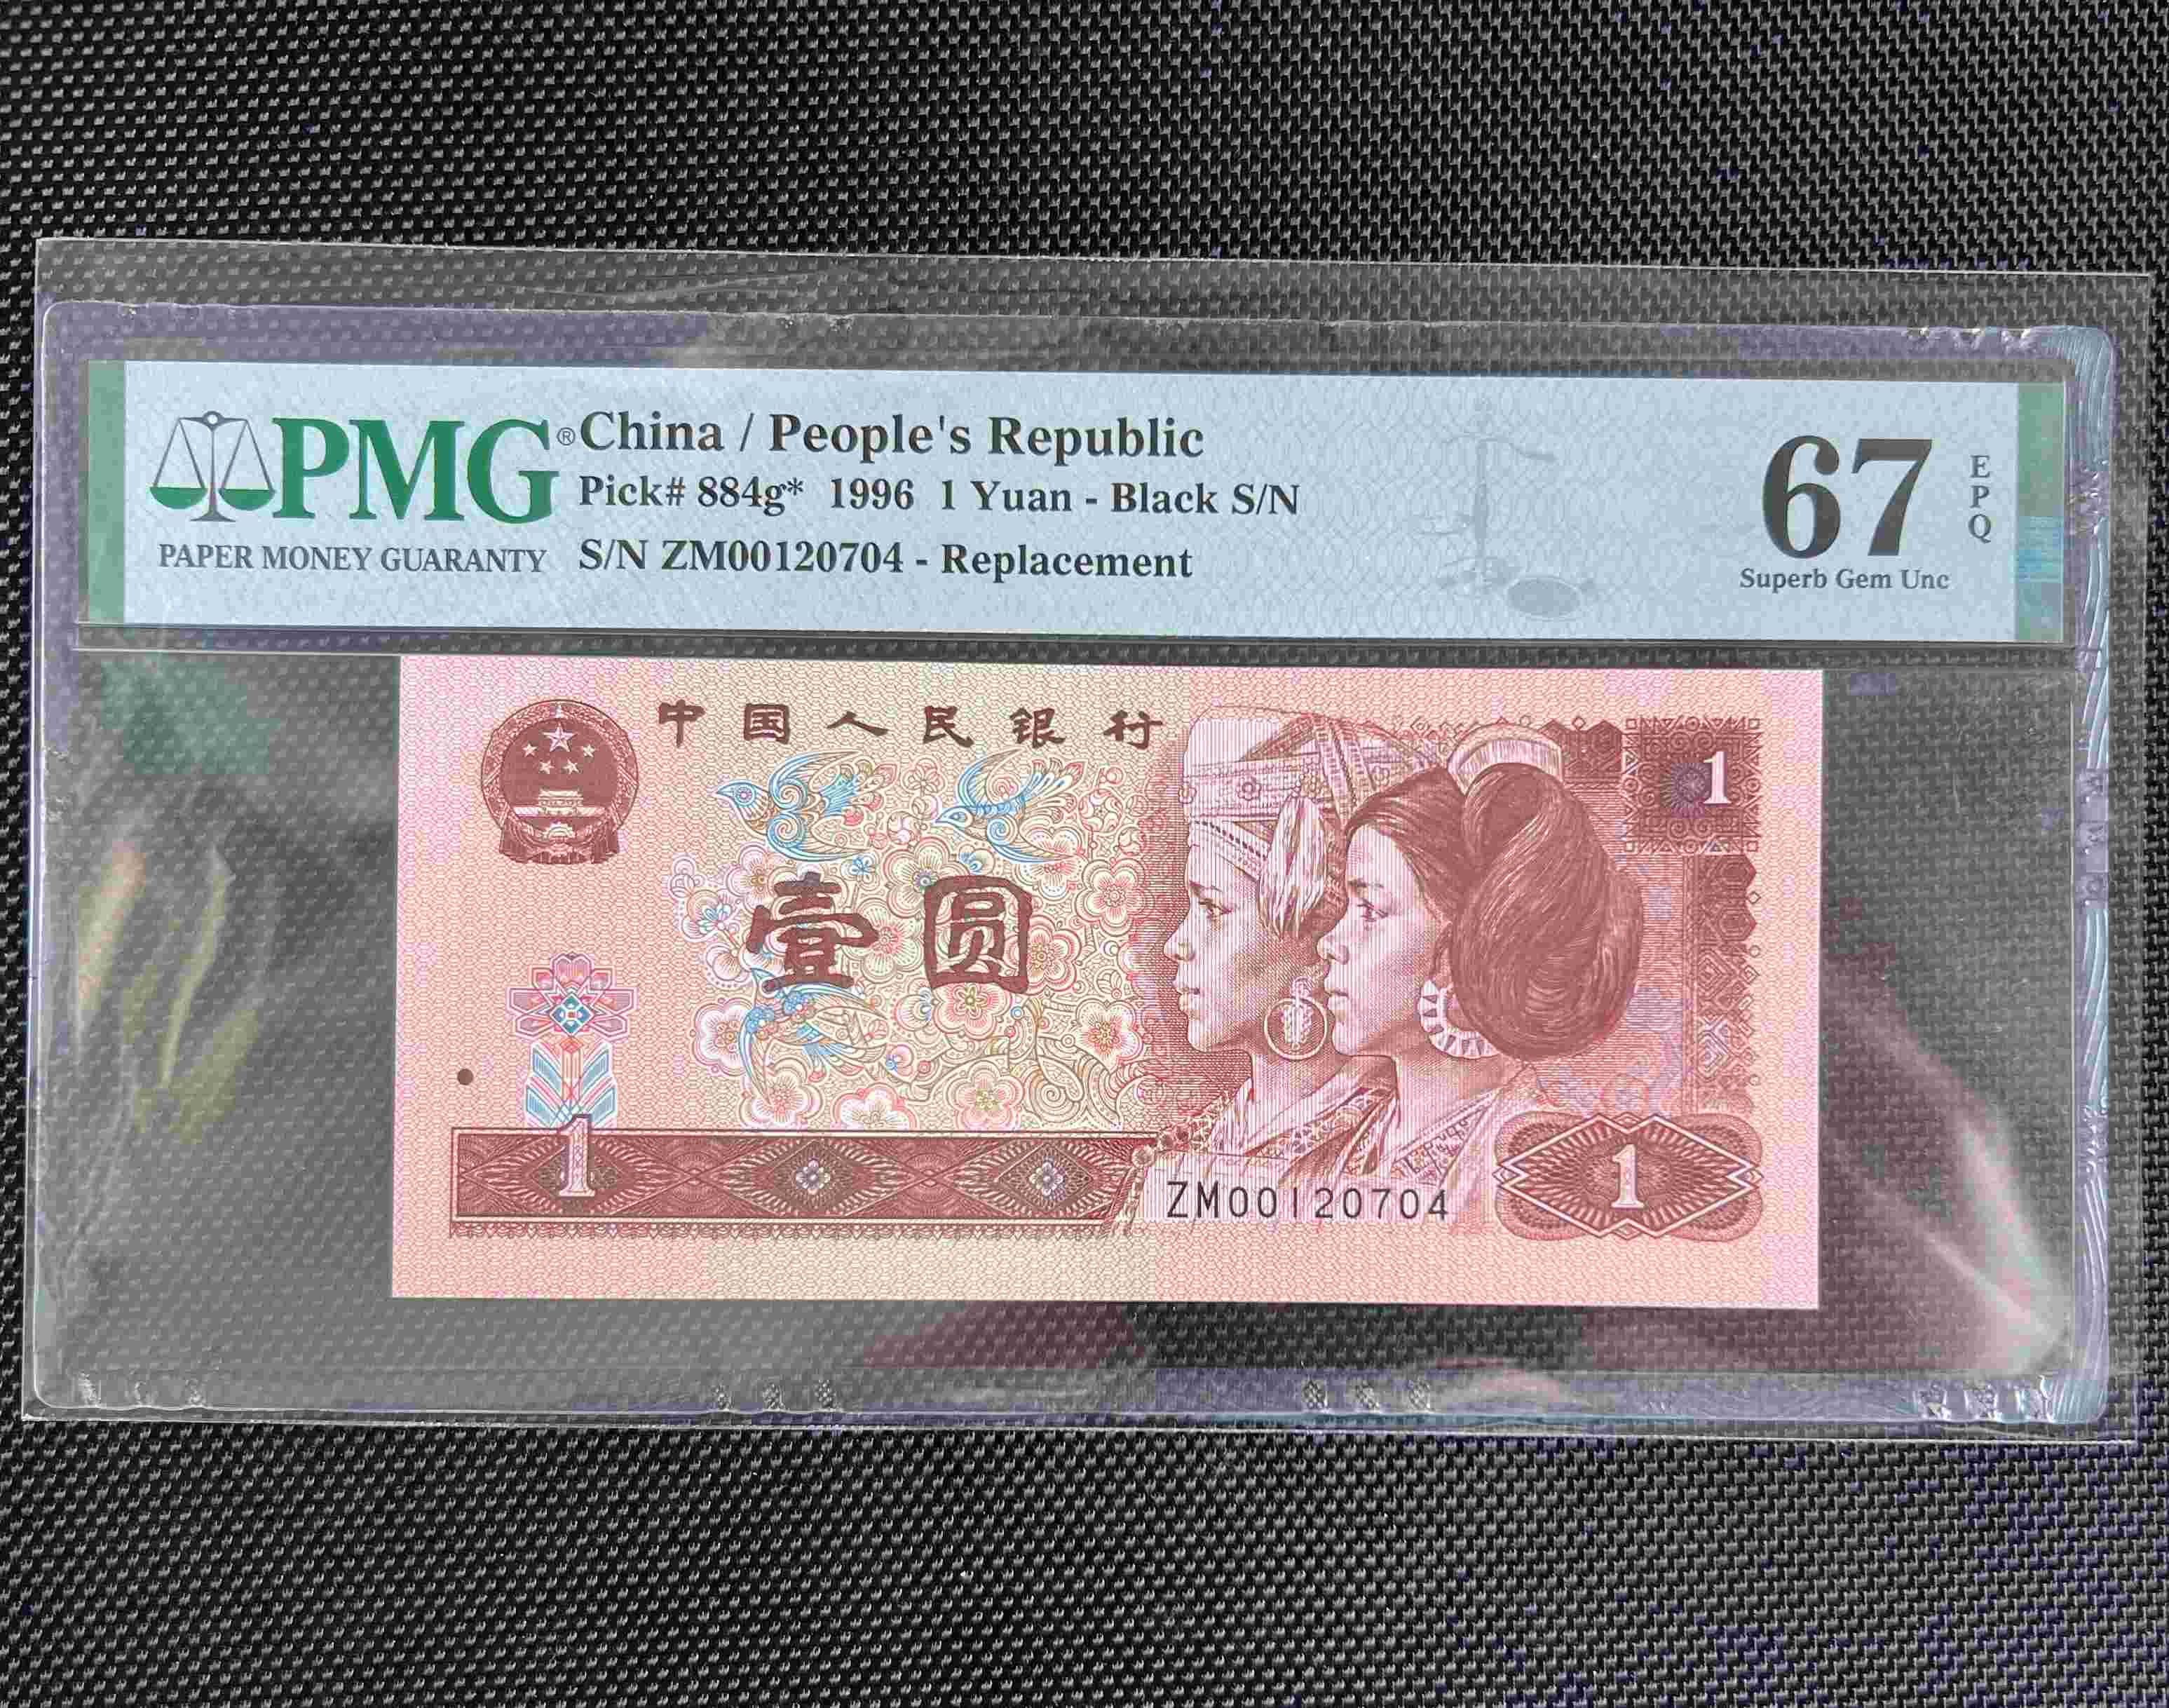 PMG®
PAPER MONEY GUARANTY
China / People's Republic
Pick# 884g* 1996 1 Yuan - Black S/N
S/N ZM00120704 - Replacement
67
EPQ
Superb Gem Unc
中国人民银行
1
壹圆
1
ZM00120704
1